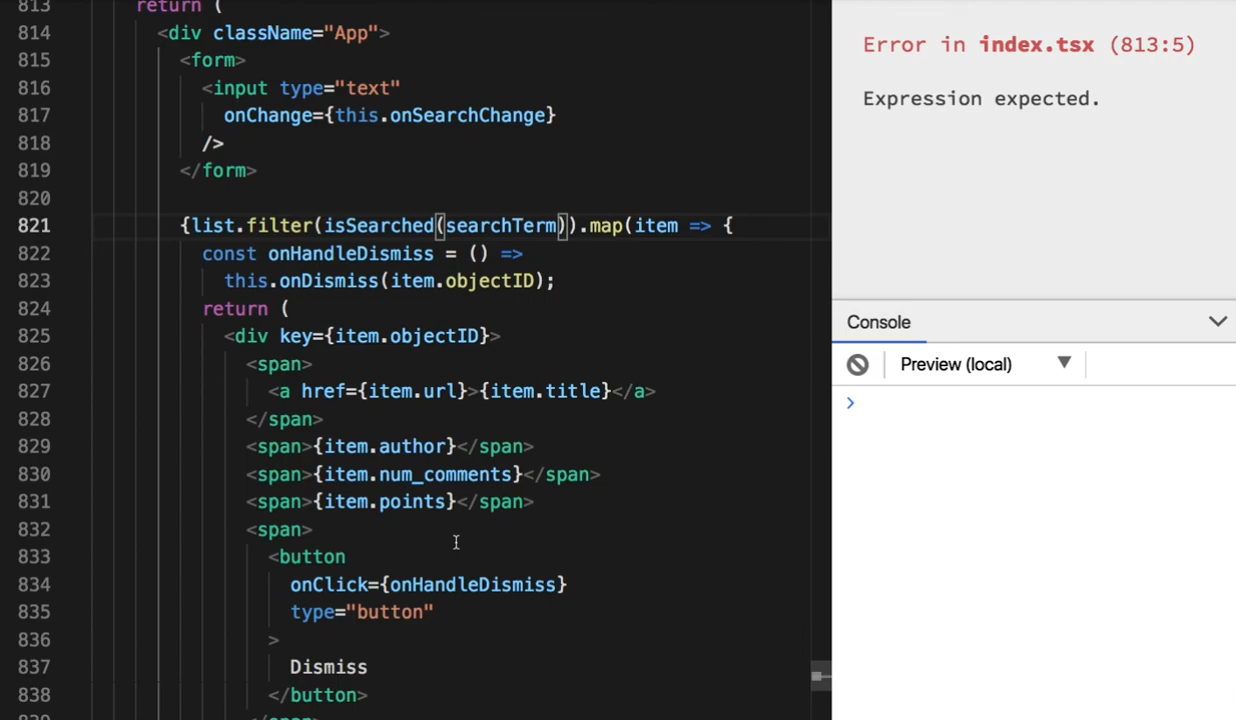 813 return (
814 <div className="App">
815 <form>
816 <input type="text"
817 onChange={this.onSearchChange}
818 />
819 </form>
820
821 {list.filter(isSearched(searchTerm)).map(item => {
822 const onHandleDismiss = () =>
823 this.onDismiss(item.objectID);
824 return (
825 <div key={item.objectID}>
826 <span>
827 <a href={item.url}>{item.title}</a>
828 </span>
829 <span>{item.author}</span>
830 <span>{item.num_comments}</span>
831 <span>{item.points}</span>
832 <span>
833 <button
834 onClick={onHandleDismiss}
835 type="button"
836 >
837 Dismiss
838 </button>
839 </span>
Error in index.tsx (813:5)
Expression expected.
Console
Preview (local)